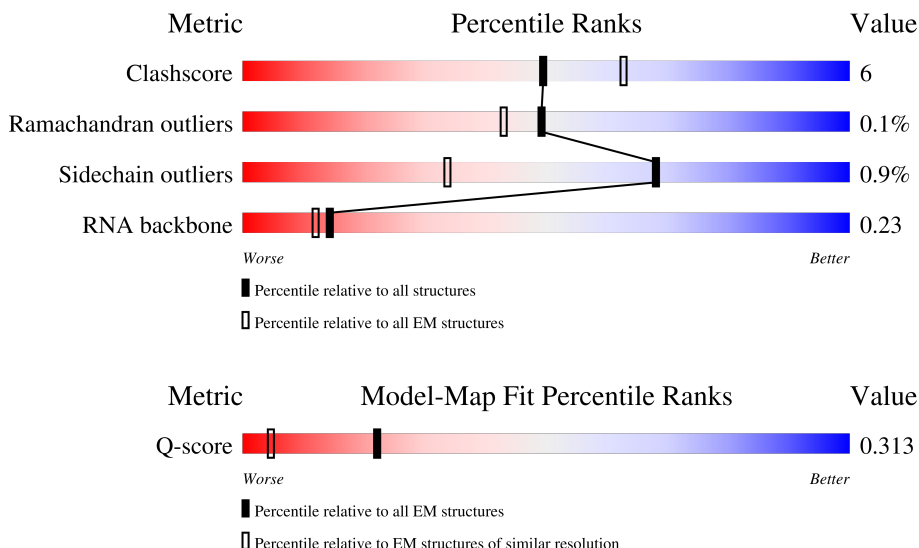 Metric Percentile Ranks Value
Clashscore 6
Ramachandran outliers 0.1%
Sidechain outliers 0.9%
RNA backbone 0.23
Worse Better
Percentile relative to all structures
Percentile relative to all EM structures
Metric Model-Map Fit Percentile Ranks Value
Q-score 0.313
Worse Better
Percentile relative to all EM structures
Percentile relative to EM structures of similar resolution